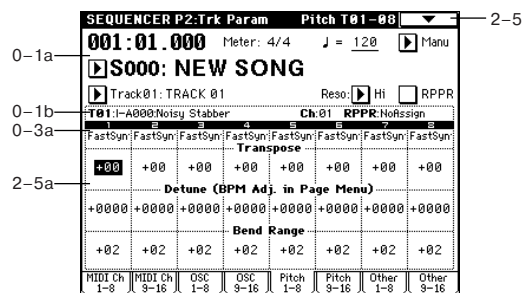 SEQUENCER P2:Trk Param Pitch T01-08
2-5
001:01.000 Meter: 4/4 ♩ = 120 Manu
0-1a
S000: NEW SONG
Track01: TRACK 01 Reso: Hi RPPR
0-1b
T01:I-A000:Noisy Stabber Ch:01 RPPR:NoAssign
0-3a
1 2 3 4 5 6 7 8
FastSyn FastSyn FastSyn FastSyn FastSyn FastSyn FastSyn FastSyn
Transpose
2-5a
+00 +00 +00 +00 +00 +00 +00 +00
Detune (BPM Adj. in Page Menu)
+0000 +0000 +0000 +0000 +0000 +0000 +0000 +0000
Bend Range
+02 +02 +02 +02 +02 +02 +02 +02
MIDI Ch 1-8 MIDI Ch 9-16 OSC 1-8 OSC 9-16 Pitch 1-8 Pitch 9-16 Other 1-8 Other 9-16